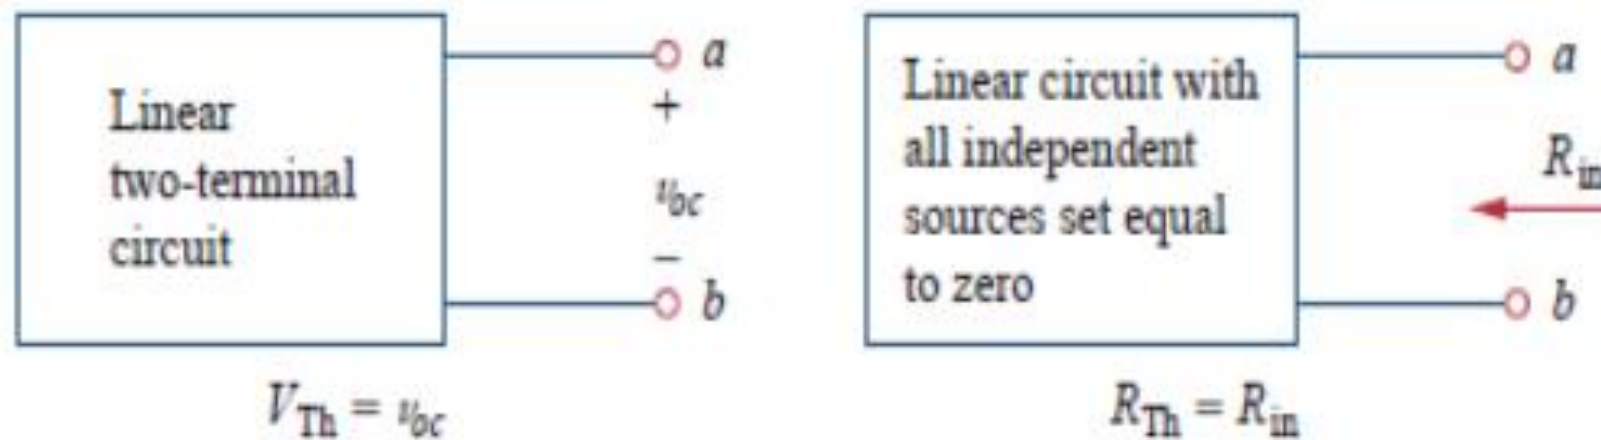 Linear
two-terminal
circuit
a
+
v_oc
−
b
V_Th = v_oc
Linear circuit with
all independent
sources set equal
to zero
a
R_in
b
R_Th = R_in